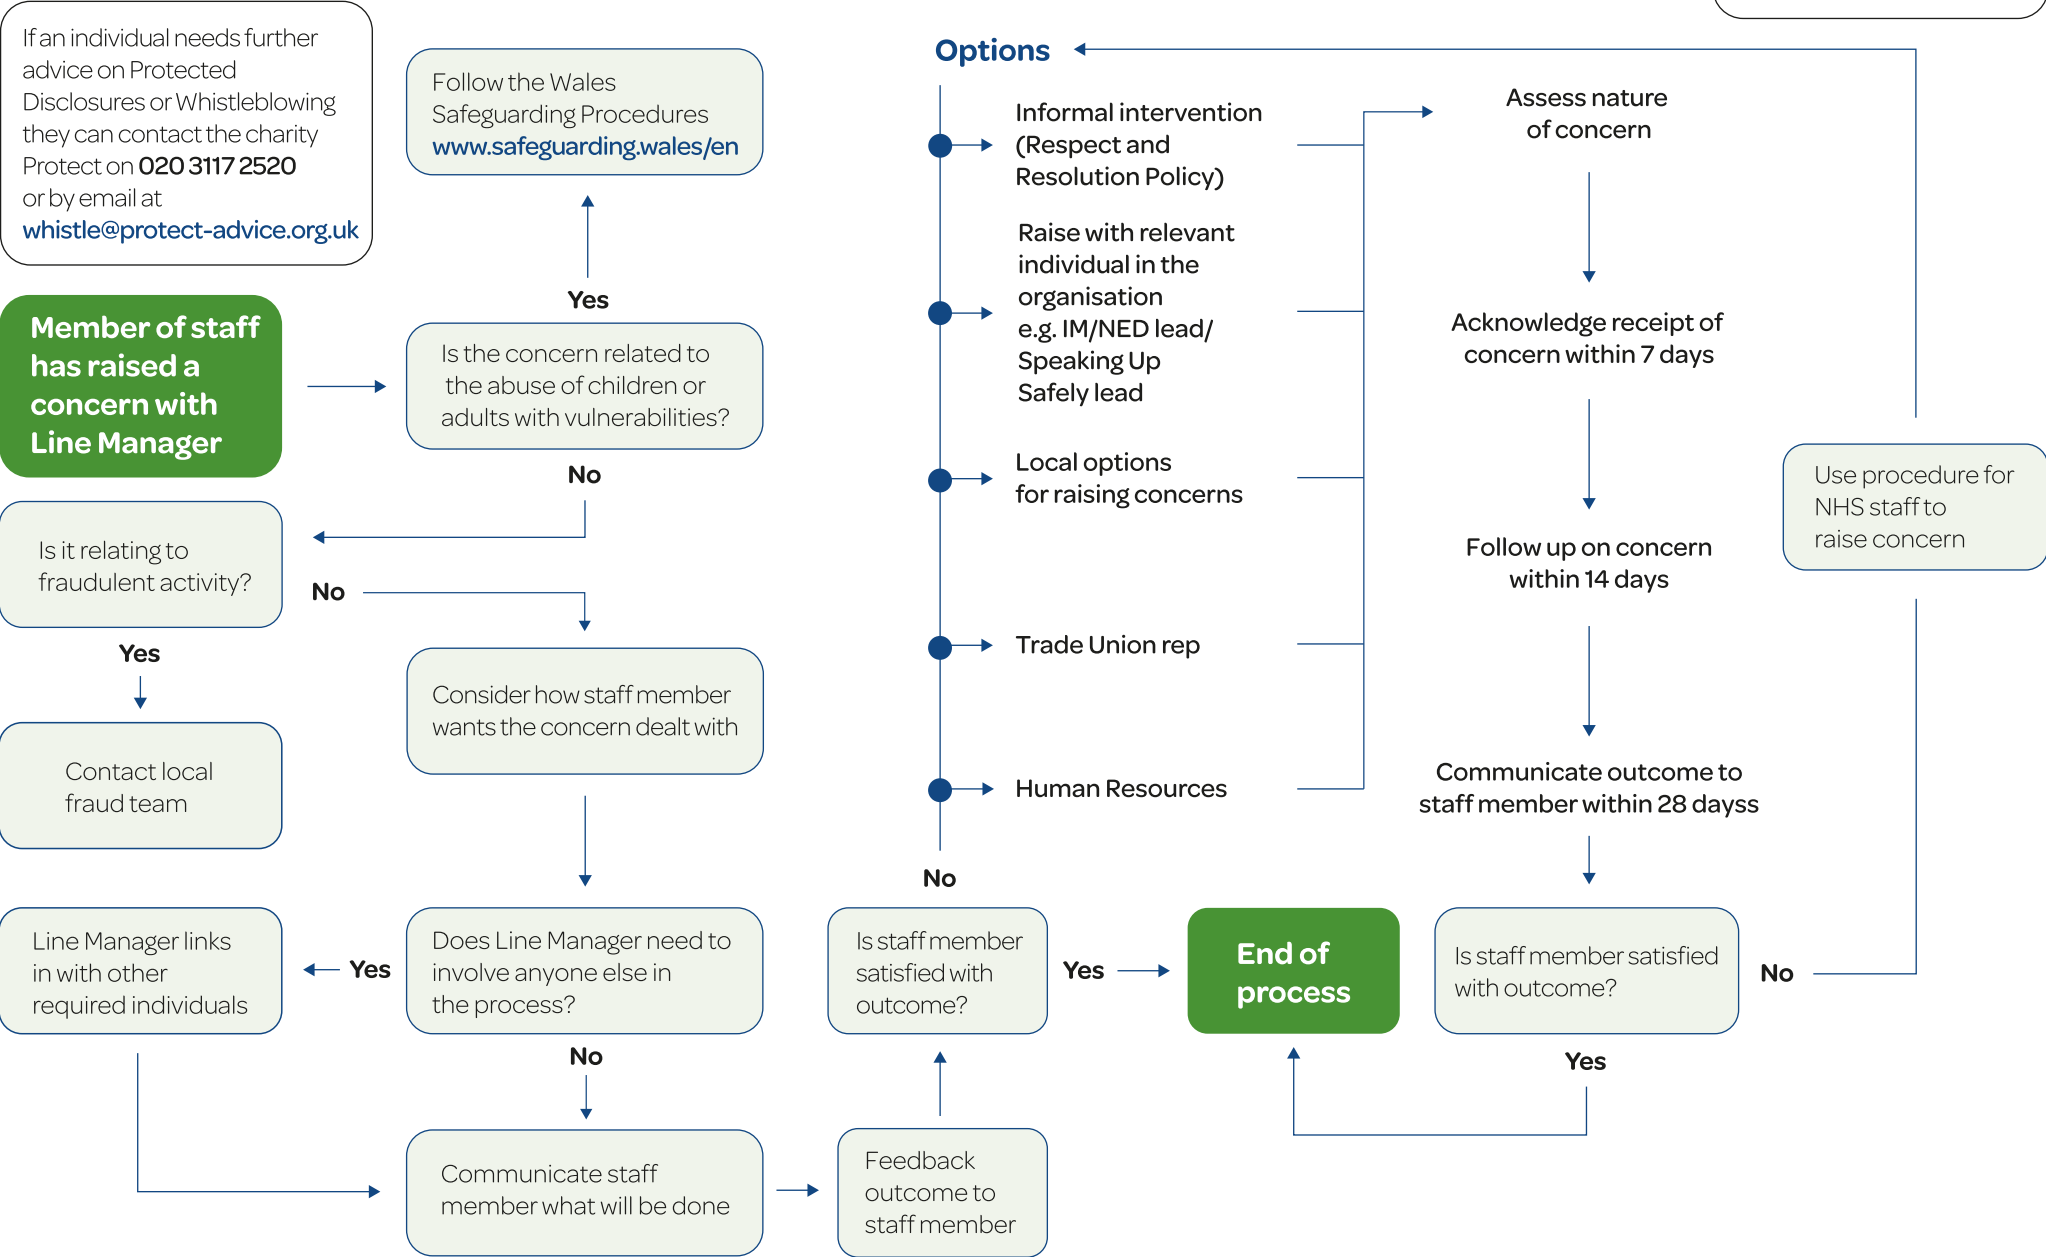 If an individual needs further
advice on Protected
Disclosures or Whistleblowing
they can contact the charity
Protect on 020 3117 2520
or by email at
whistle@protect-advice.org.uk
Follow the Wales
Safeguarding Procedures
www.safeguarding.wales/en
Yes
Member of staff
has raised a
concern with
Line Manager
Is the concern related to
the abuse of children or
adults with vulnerabilities?
No
Is it relating to
fraudulent activity?
No
Yes
Contact local
fraud team
Consider how staff member
wants the concern dealt with
Does Line Manager need to
involve anyone else in
the process?
Yes
Line Manager links
in with other
required individuals
No
Communicate staff
member what will be done
Feedback
outcome to
staff member
Is staff member
satisfied with
outcome?
Yes
End of
process
No
Options
Informal intervention
(Respect and
Resolution Policy)
Raise with relevant
individual in the
organisation
e.g. IM/NED lead/
Speaking Up
Safely lead
Local options
for raising concerns
Trade Union rep
Human Resources
Assess nature
of concern
Acknowledge receipt of
concern within 7 days
Follow up on concern
within 14 days
Communicate outcome to
staff member within 28 dayss
Is staff member satisfied
with outcome?
Yes
No
Use procedure for
NHS staff to
raise concern